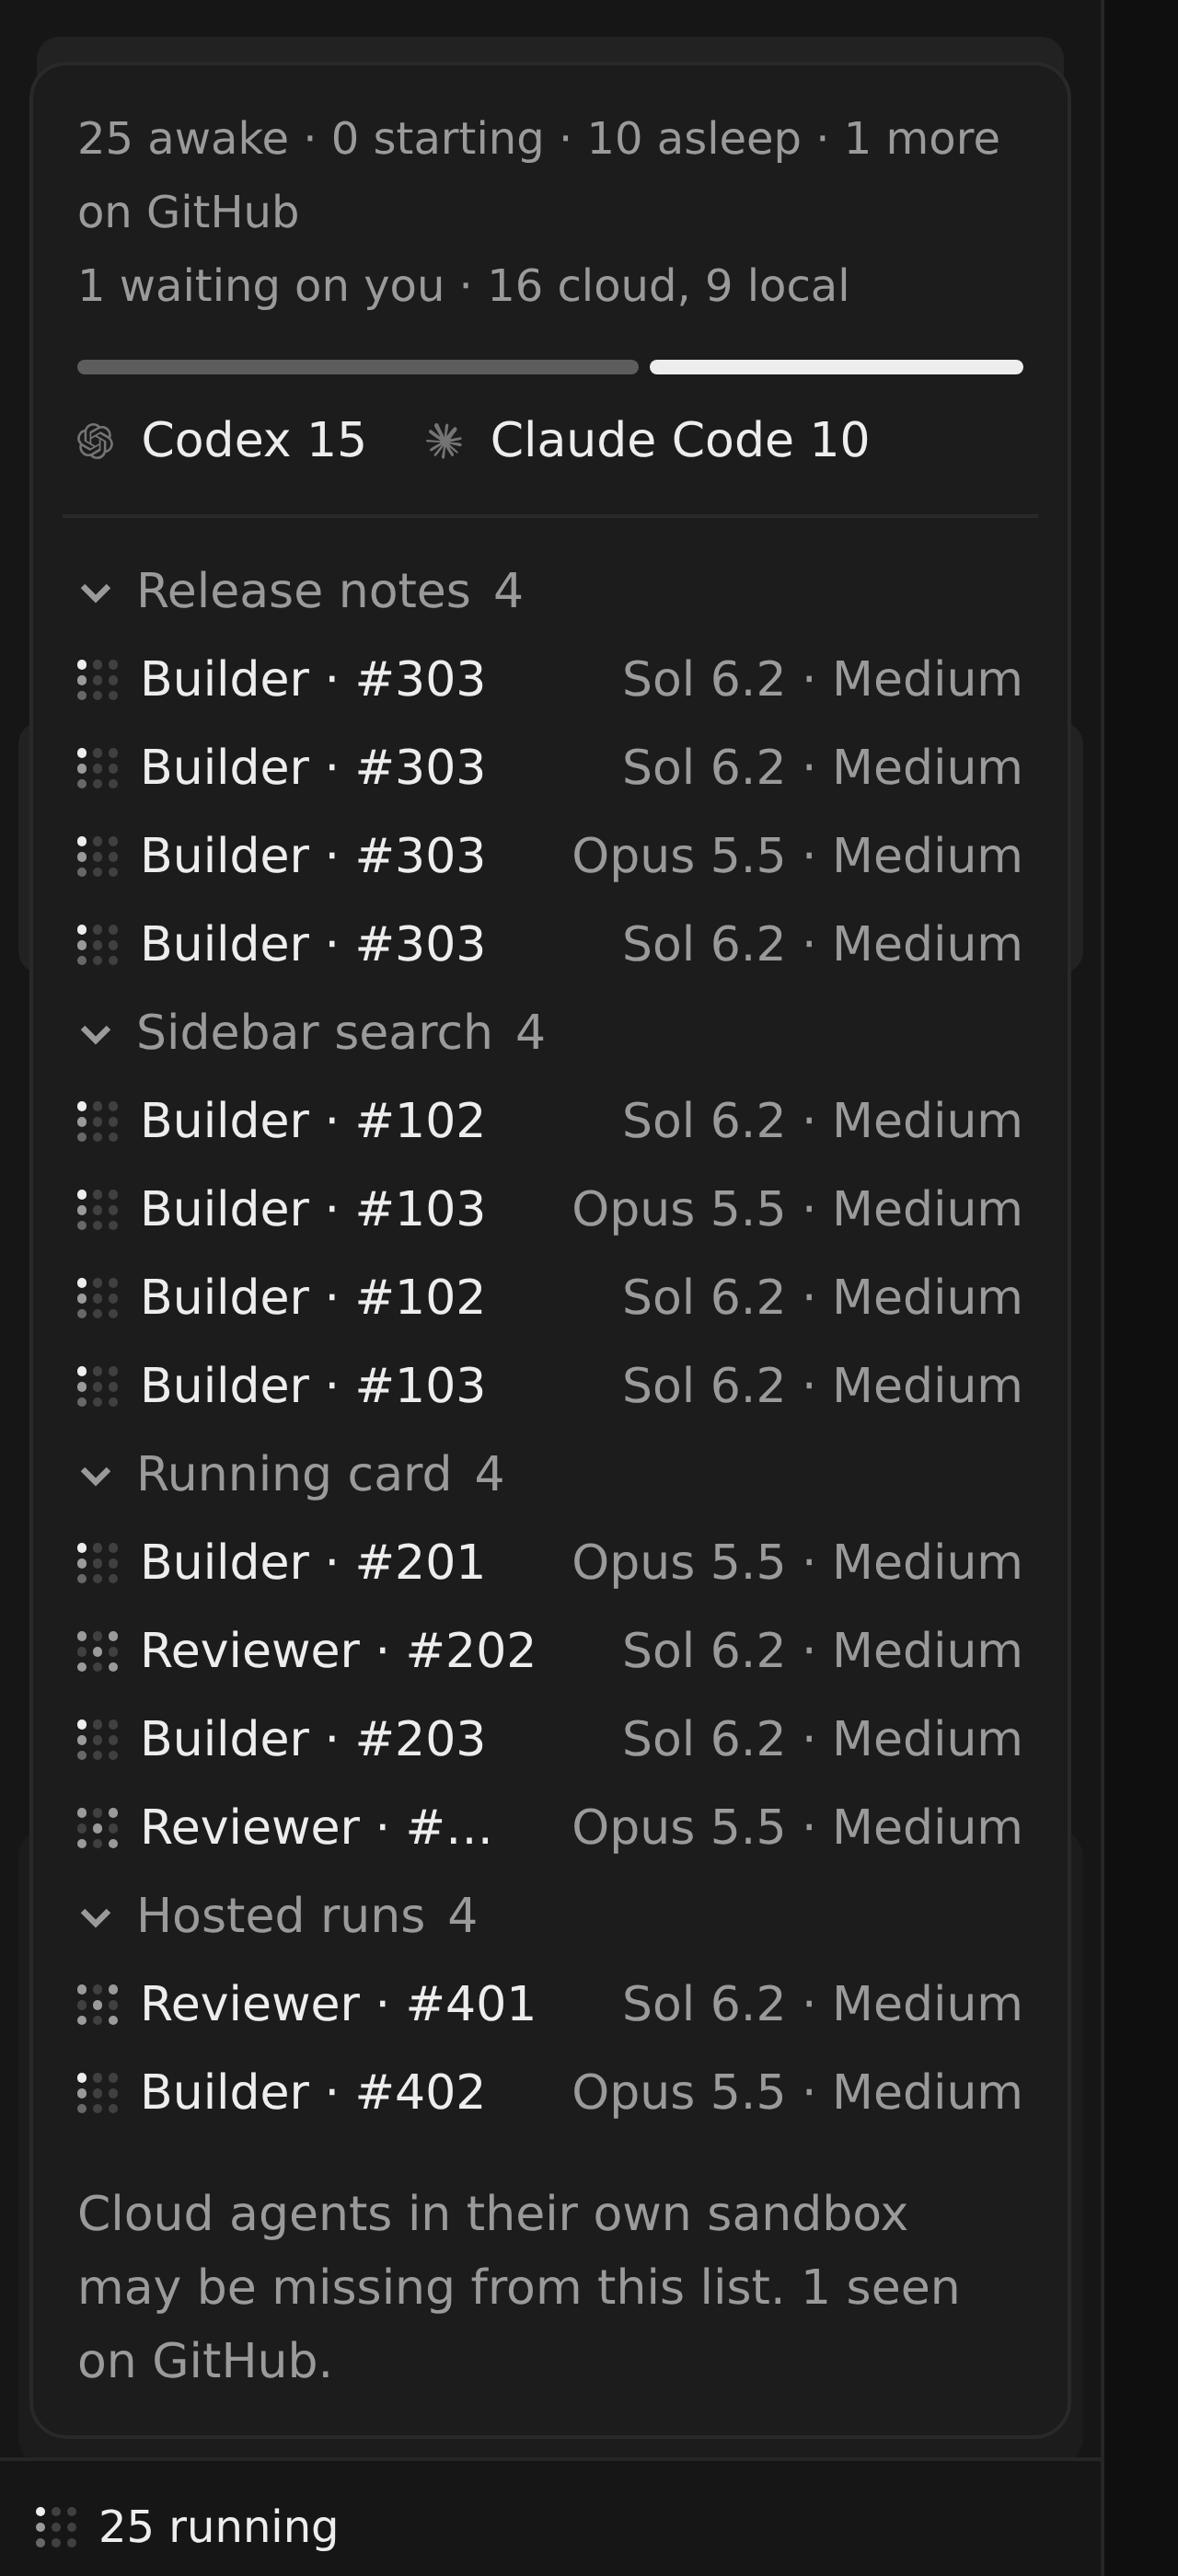 25 awake · 0 starting · 10 asleep · 1 more
on GitHub
1 waiting on you · 16 cloud, 9 local
Codex 15 Claude Code 10
Release notes 4
Builder · #303 Sol 6.2 · Medium
Builder · #303 Sol 6.2 · Medium
Builder · #303 Opus 5.5 · Medium
Builder · #303 Sol 6.2 · Medium
Sidebar search 4
Builder · #102 Sol 6.2 · Medium
Builder · #103 Opus 5.5 · Medium
Builder · #102 Sol 6.2 · Medium
Builder · #103 Sol 6.2 · Medium
Running card 4
Builder · #201 Opus 5.5 · Medium
Reviewer · #202 Sol 6.2 · Medium
Builder · #203 Sol 6.2 · Medium
Reviewer · #... Opus 5.5 · Medium
Hosted runs 4
Reviewer · #401 Sol 6.2 · Medium
Builder · #402 Opus 5.5 · Medium
Cloud agents in their own sandbox
may be missing from this list. 1 seen
on GitHub.
25 running